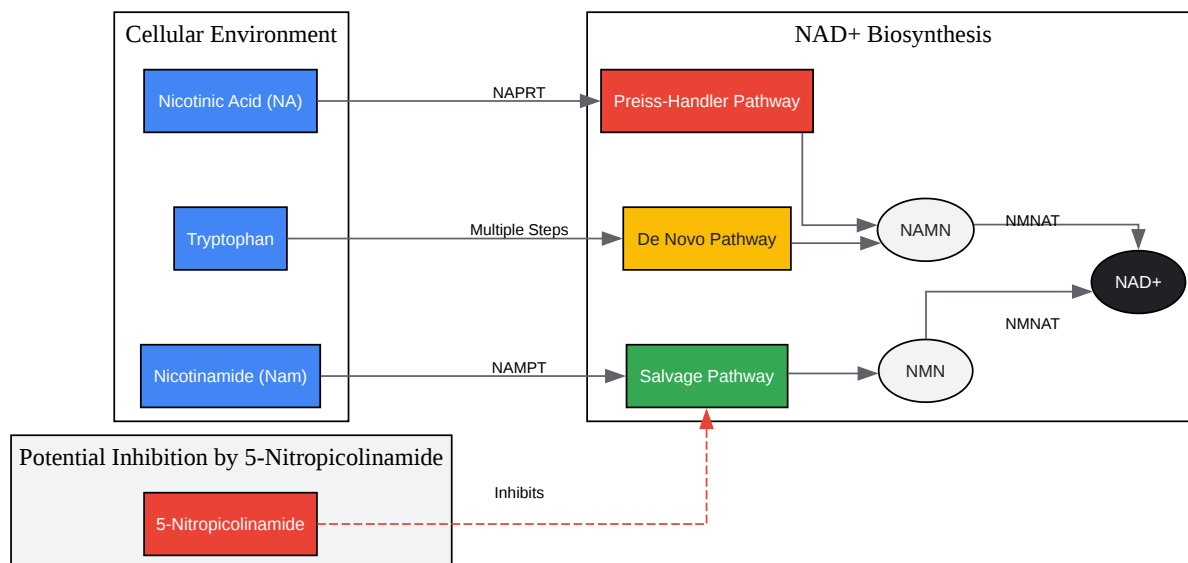 Cellular Environment
NAD+ Biosynthesis
Nicotinic Acid (NA)
NAPRT
Preiss-Handler Pathway
Tryptophan
Multiple Steps
De Novo Pathway
NAMN
NMNAT
NAD+
Nicotinamide (Nam)
NAMPT
Salvage Pathway
NMN
NMNAT
Potential Inhibition by 5-Nitropicolinamide
5-Nitropicolinamide
Inhibits